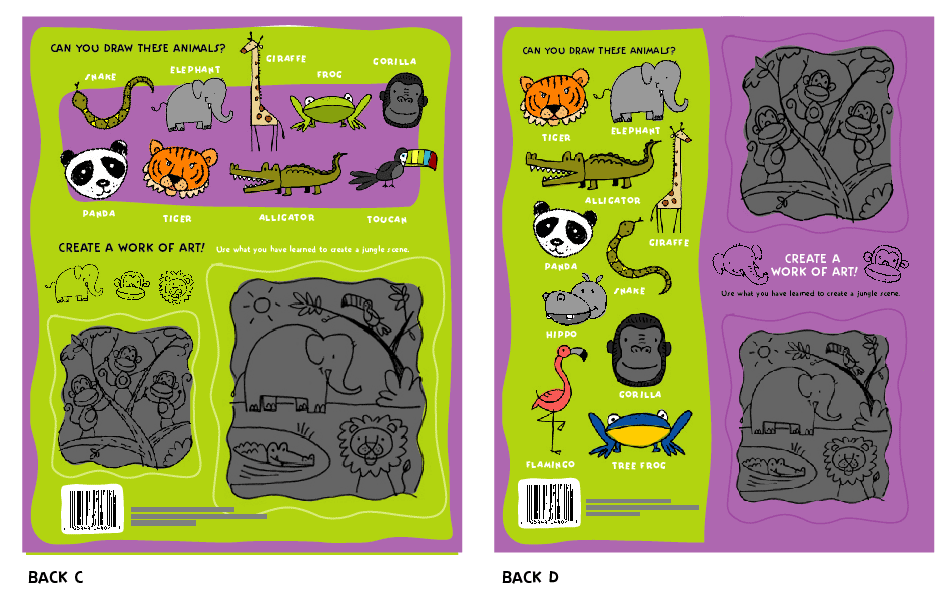 CAN YOU DRAW THESE ANIMALS?
SNAKE
ELEPHANT
GIRAFFE
FROG
GORILLA
PANDA
TIGER
ALLIGATOR
TOUCAN
CREATE A WORK OF ART!
Use what you have learned to create a jungle scene.
BACK C
CAN YOU DRAW THESE ANIMALS?
TIGER
ELEPHANT
ALLIGATOR
GIRAFFE
PANDA
SNAKE
HIPPO
GORILLA
FLAMINGO
TREE FROG
CREATE A
WORK OF ART!
Use what you have learned to create a jungle scene.
BACK D